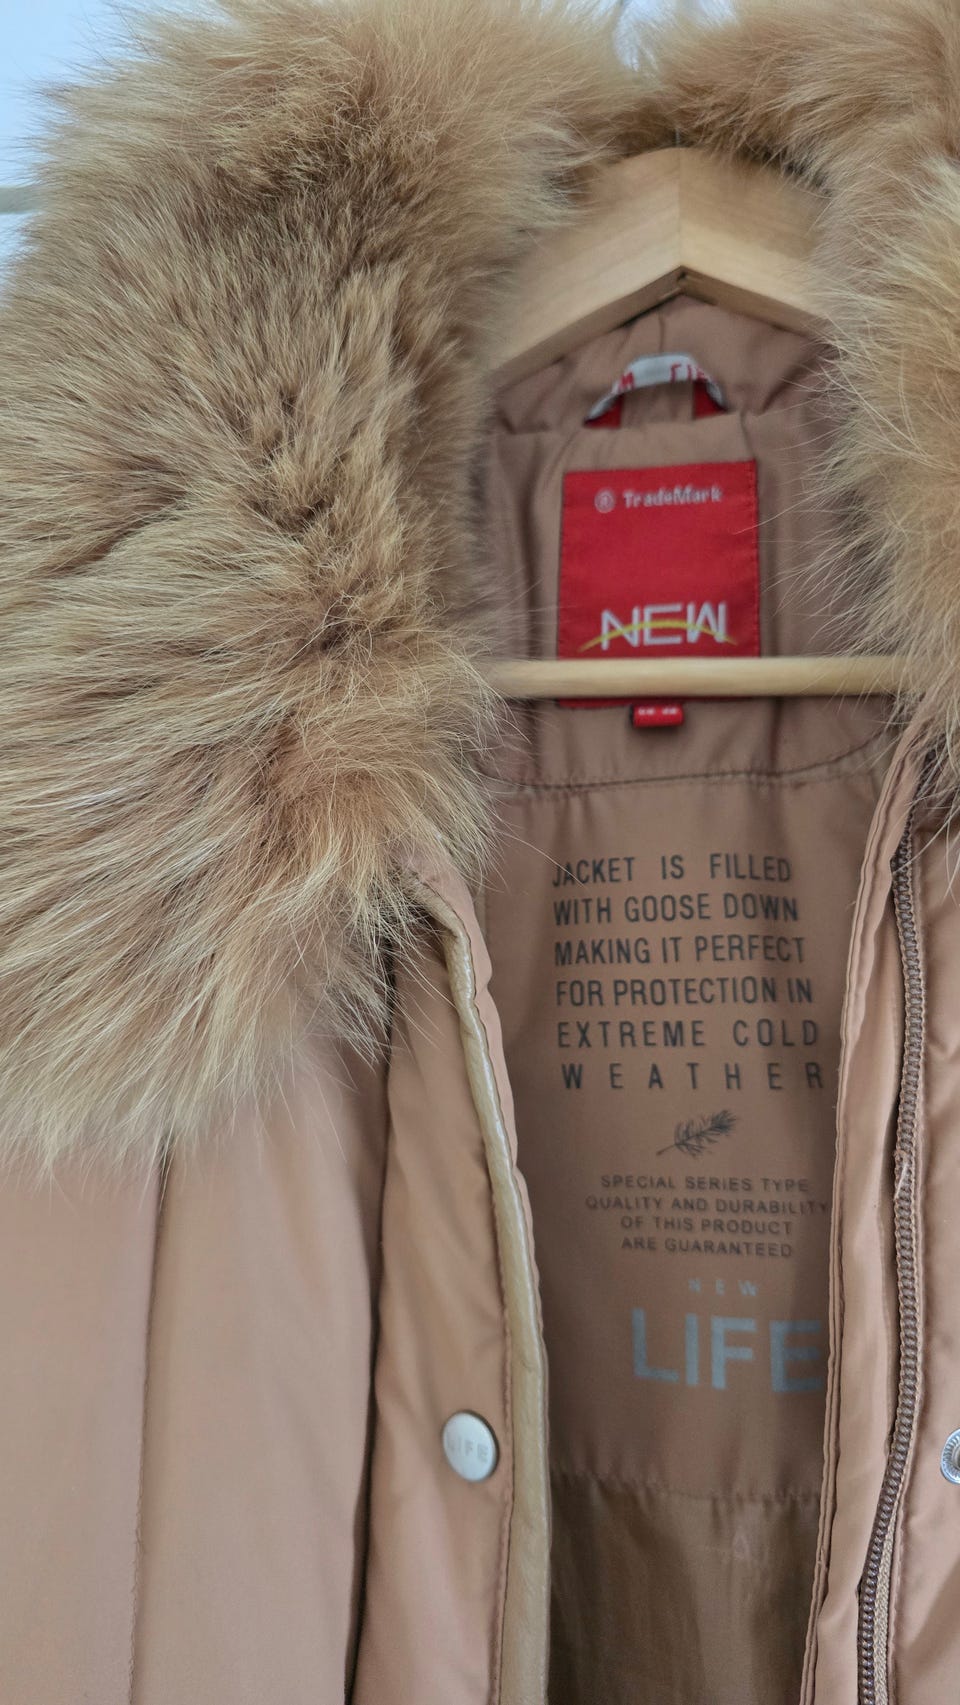 ® TradeMark
NEW
JACKET IS FILLED
WITH GOOSE DOWN
MAKING IT PERFECT
FOR PROTECTION IN
EXTREME COLD
WEATHER
SPECIAL SERIES TYPE
QUALITY AND DURABILITY
OF THIS PRODUCT
ARE GUARANTEED
NEW
LIFE
LIFE